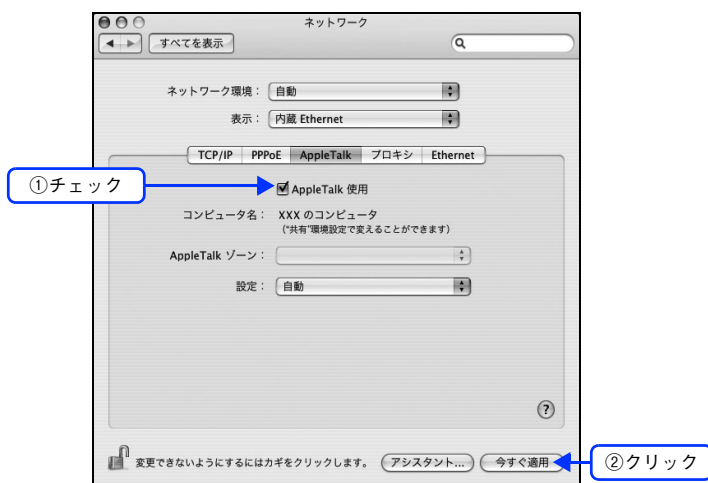 ネットワーク
すべてを表示
ネットワーク環境： 自動
表示： 内蔵 Ethernet
TCP/IP PPPoE AppleTalk プロキシ Ethernet
①チェック
AppleTalk 使用
コンピュータ名： XXX のコンピュータ
（“共有”環境設定で変えることができます）
AppleTalk ゾーン：
設定： 自動
?
変更できないようにするにはカギをクリックします。 アシスタント... 今すぐ適用
②クリック